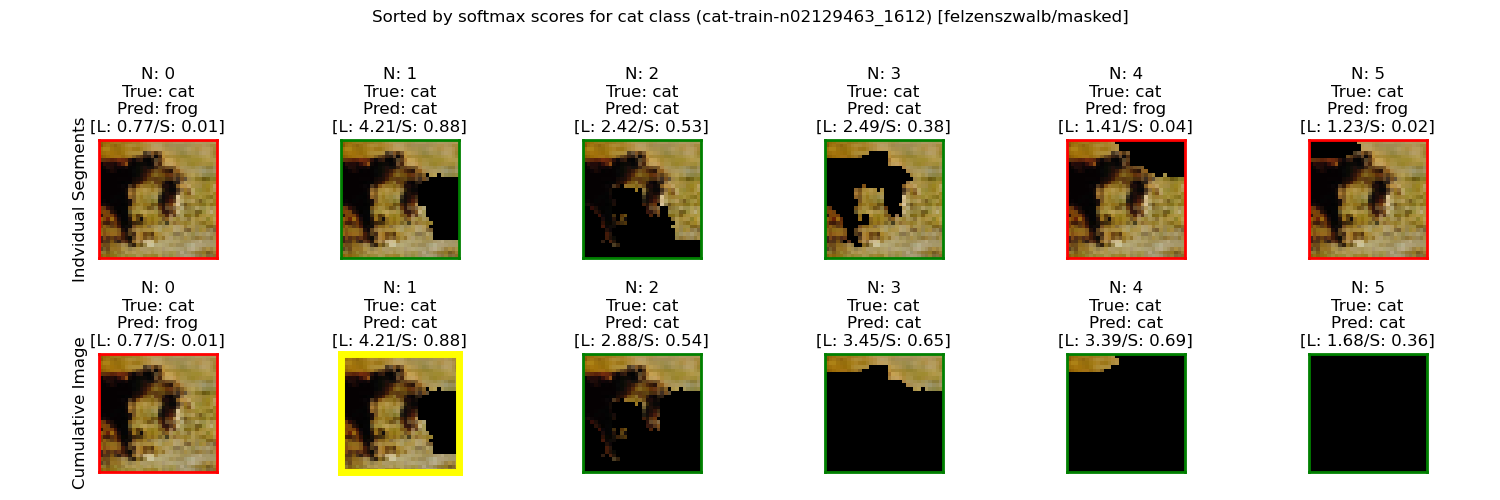 Sorted by softmax scores for cat class (cat-train-n02129463_1612) [felzenszwalb/masked]
Indvidual Segments
N: 0
True: cat
Pred: frog
[L: 0.77/S: 0.01]
N: 1
True: cat
Pred: cat
[L: 4.21/S: 0.88]
N: 2
True: cat
Pred: cat
[L: 2.42/S: 0.53]
N: 3
True: cat
Pred: cat
[L: 2.49/S: 0.38]
N: 4
True: cat
Pred: frog
[L: 1.41/S: 0.04]
N: 5
True: cat
Pred: frog
[L: 1.23/S: 0.02]
Cumulative Image
N: 0
True: cat
Pred: frog
[L: 0.77/S: 0.01]
N: 1
True: cat
Pred: cat
[L: 4.21/S: 0.88]
N: 2
True: cat
Pred: cat
[L: 2.88/S: 0.54]
N: 3
True: cat
Pred: cat
[L: 3.45/S: 0.65]
N: 4
True: cat
Pred: cat
[L: 3.39/S: 0.69]
N: 5
True: cat
Pred: cat
[L: 1.68/S: 0.36]